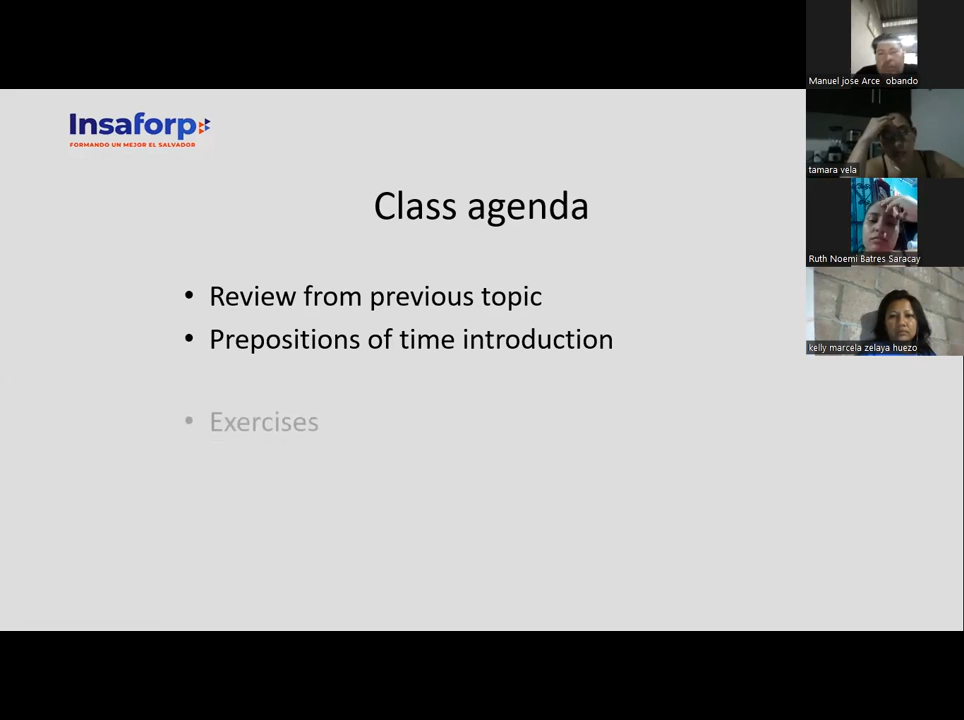 Insaforp
FORMANDO UN MEJOR EL SALVADOR
Class agenda
• Review from previous topic
• Prepositions of time introduction
• Exercises
Manuel jose Arce obando
tamara vela
Ruth Noemi Batres Saracay
kelly marcela zelaya huezo